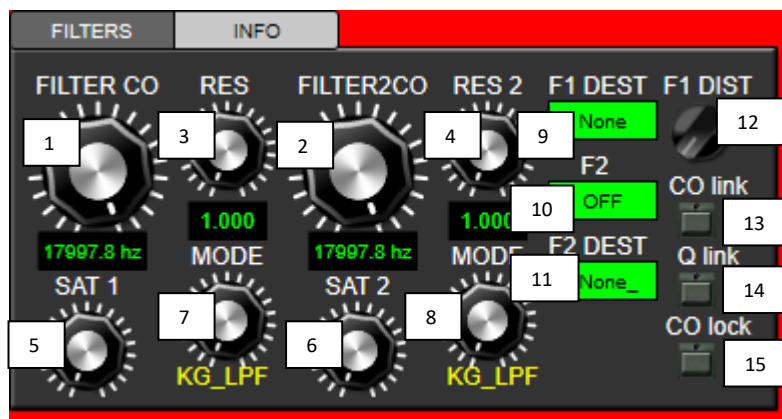 FILTERS INFO
FILTER CO RES FILTER2CO RES 2 F1 DEST F1 DIST
1 3 2 4 9 None 12
F2
CO link
1.000 1.000 10 OFF 13
17997.8 hz MODE 17997.8 hz MODE F2 DEST Q link
SAT 1 SAT 2 11 None_ 14
5 7 6 8 CO lock
KG_LPF KG_LPF 15